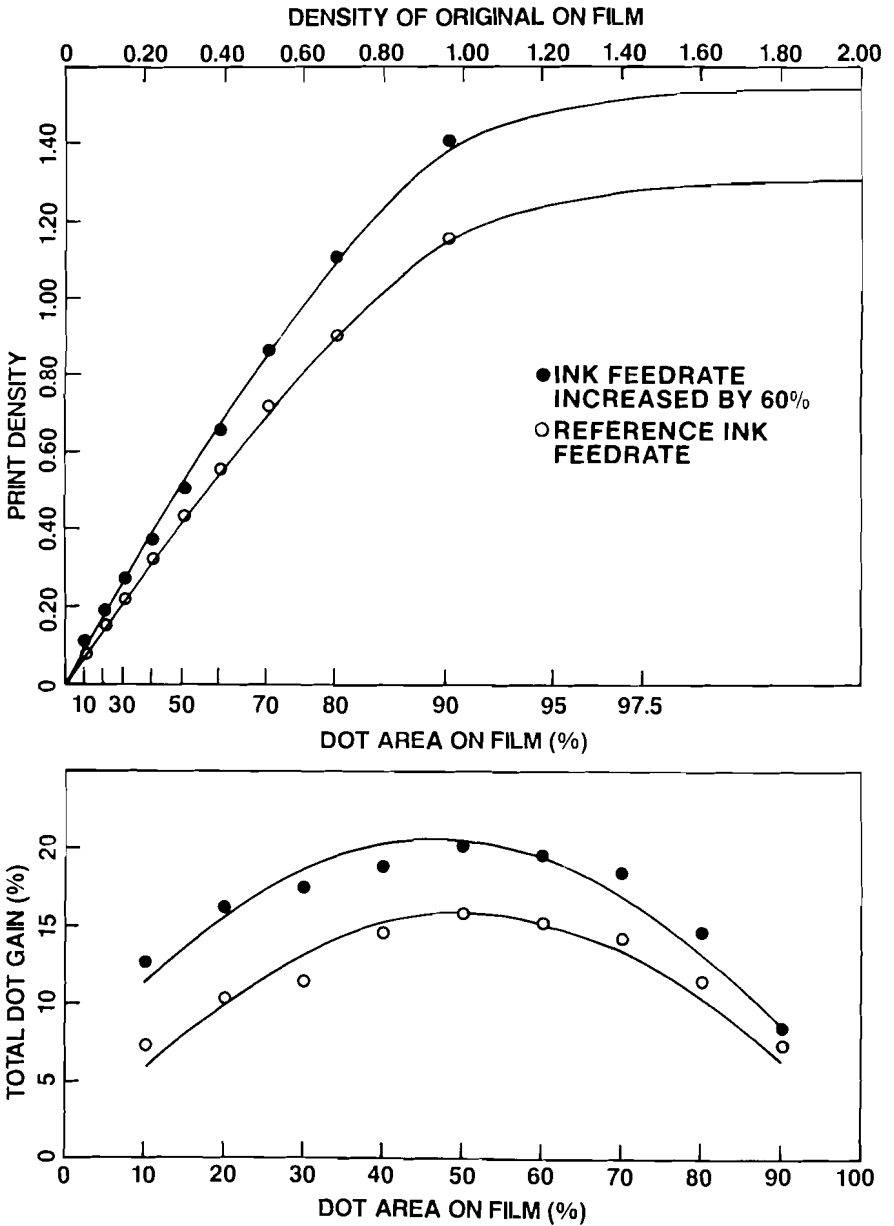 DENSITY OF ORIGINAL ON FILM
0 0.20 0.40 0.60 0.80 1.00 1.20 1.40 1.60 1.80 2.00
1.40
1.20
1.00
0.80
0.60
0.40
0.20
0
PRINT DENSITY
INK FEEDRATE
INCREASED BY 60%
REFERENCE INK
FEEDRATE
10 30 50 70 80 90 95 97.5
DOT AREA ON FILM (%)
20
15
10
5
0
TOTAL DOT GAIN (%)
0 10 20 30 40 50 60 70 80 90 100
DOT AREA ON FILM (%)